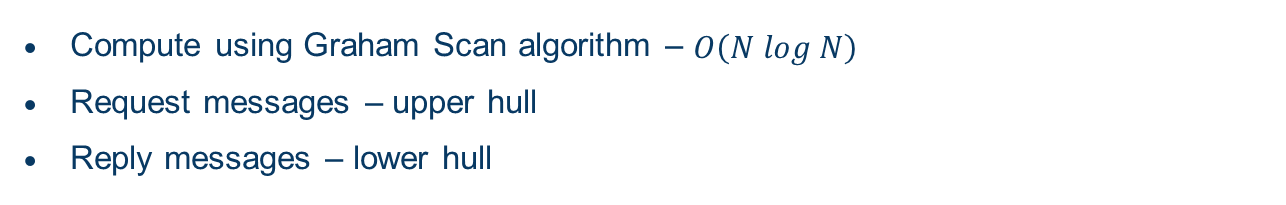 • Compute using Graham Scan algorithm – O(N log N)
• Request messages – upper hull
• Reply messages – lower hull